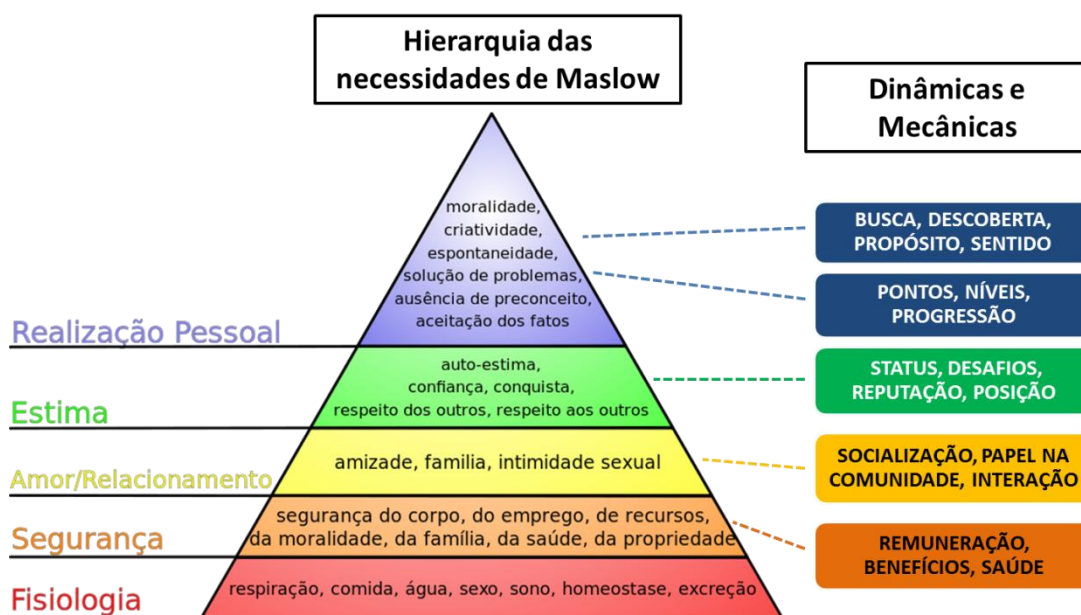 Hierarquia das
necessidades de Maslow
Dinâmicas e
Mecânicas
moralidade,
criatividade,
espontaneidade,
solução de problemas,
ausência de preconceito,
aceitação dos fatos
Realização Pessoal
BUSCA, DESCOBERTA,
PROPÓSITO, SENTIDO
PONTOS, NÍVEIS,
PROGRESSÃO
auto-estima,
confiança, conquista,
respeito dos outros, respeito aos outros
Estima
STATUS, DESAFIOS,
REPUTAÇÃO, POSIÇÃO
amizade, familia, intimidade sexual
Amor/Relacionamento
SOCIALIZAÇÃO, PAPEL NA
COMUNIDADE, INTERAÇÃO
segurança do corpo, do emprego, de recursos,
da moralidade, da família, da saúde, da propriedade
Segurança
REMUNERAÇÃO,
BENEFÍCIOS, SAÚDE
respiração, comida, água, sexo, sono, homeostase, excreção
Fisiologia